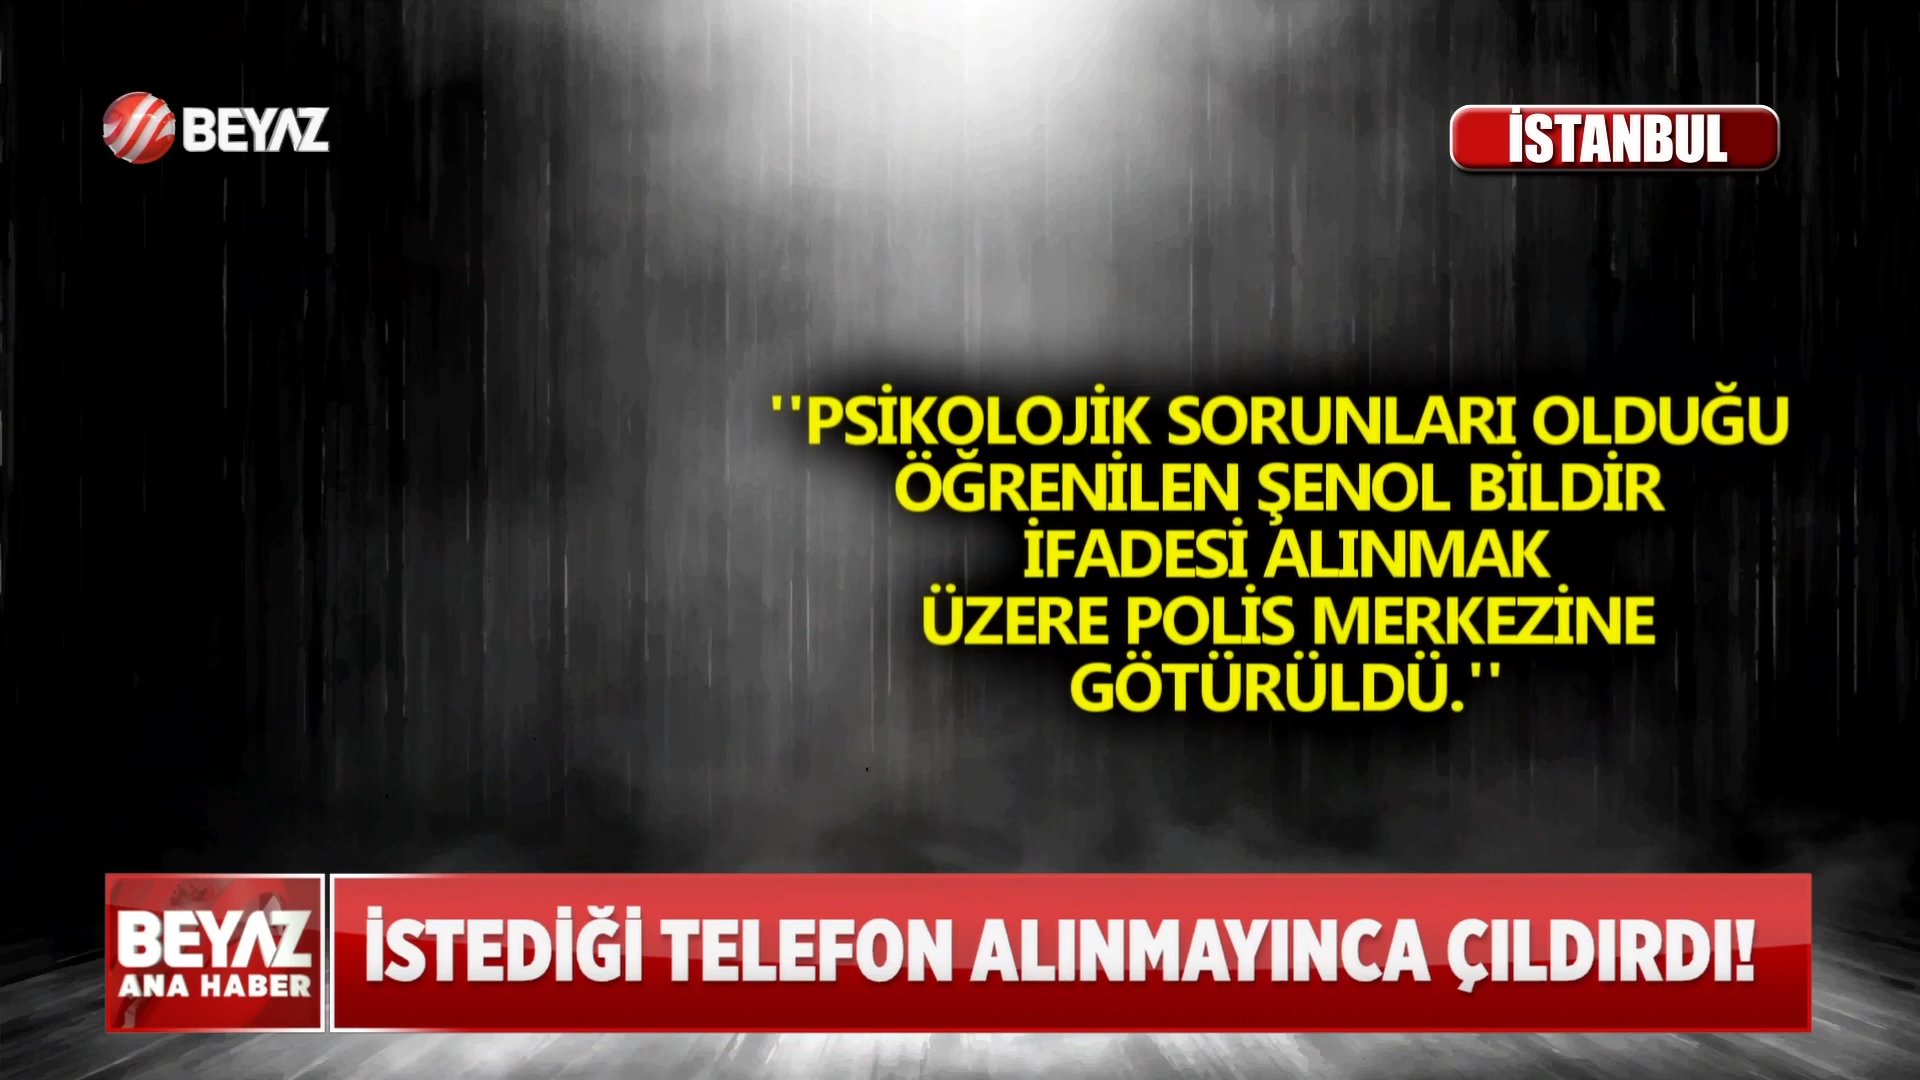 BEYAZ
İSTANBUL
''PSİKOLOJİK SORUNLARI OLDUĞU
ÖĞRENİLEN ŞENOL BİLDİR
İFADESİ ALINMAK
ÜZERE POLİS MERKEZİNE
GÖTÜRÜLDÜ.''
BEYAZ
ANA HABER
İSTEDİĞİ TELEFON ALINMAYINCA ÇILDIRDI!